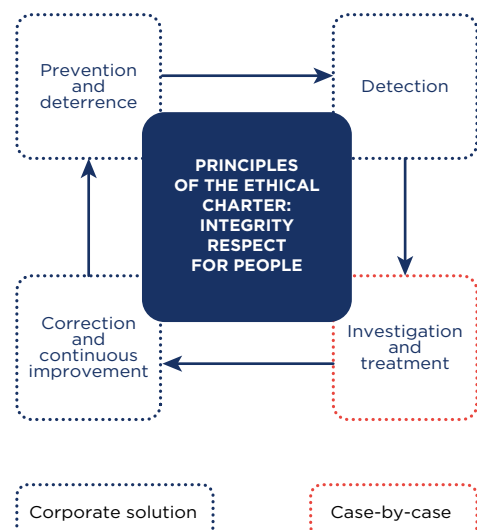 Prevention
and
deterrence
Detection
PRINCIPLES
OF THE ETHICAL
CHARTER:
INTEGRITY
RESPECT
FOR PEOPLE
Correction
and
continuous
improvement
Investigation
and
treatment
Corporate solution
Case-by-case